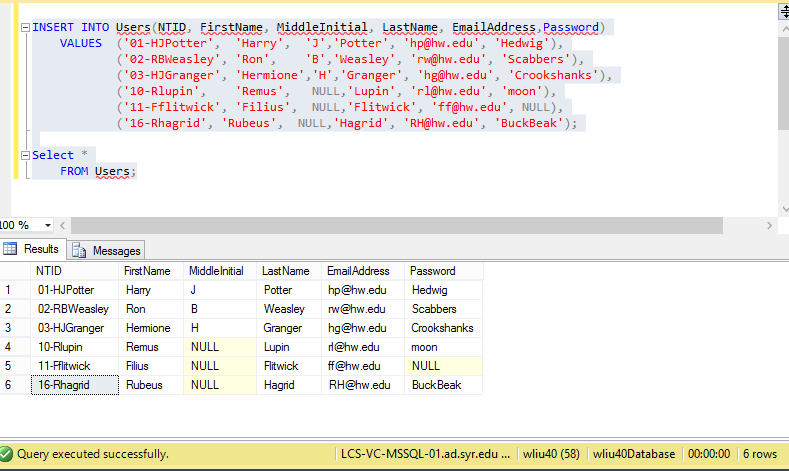 INSERT INTO Users(NTID, FirstName, MiddleInitial, LastName, EmailAddress,Password)
VALUES ('01-HJPotter', 'Harry', 'J','Potter', 'hp@hw.edu', 'Hedwig'),
('02-RBWeasley', 'Ron', 'B','Weasley', 'rw@hw.edu', 'Scabbers'),
('03-HJGranger', 'Hermione','H','Granger', 'hg@hw.edu', 'Crookshanks'),
('10-Rlupin', 'Remus', NULL,'Lupin', 'rl@hw.edu', 'moon'),
('11-Fflitwick', 'Filius', NULL,'Flitwick', 'ff@hw.edu', NULL),
('16-Rhagrid', 'Rubeus', NULL,'Hagrid', 'RH@hw.edu', 'BuckBeak');
Select *
FROM Users;
100 %
Results Messages
NTID FirstName MiddleInitial LastName EmailAddress Password
1 01-HJPotter Harry J Potter hp@hw.edu Hedwig
2 02-RBWeasley Ron B Weasley rw@hw.edu Scabbers
3 03-HJGranger Hermione H Granger hg@hw.edu Crookshanks
4 10-Rlupin Remus NULL Lupin rl@hw.edu moon
5 11-Fflitwick Filius NULL Flitwick ff@hw.edu NULL
6 16-Rhagrid Rubeus NULL Hagrid RH@hw.edu BuckBeak
Query executed successfully. LCS-VC-MSSQL-01.ad.syr.edu ... wliu40 (58) wliu40Database 00:00:00 6 rows